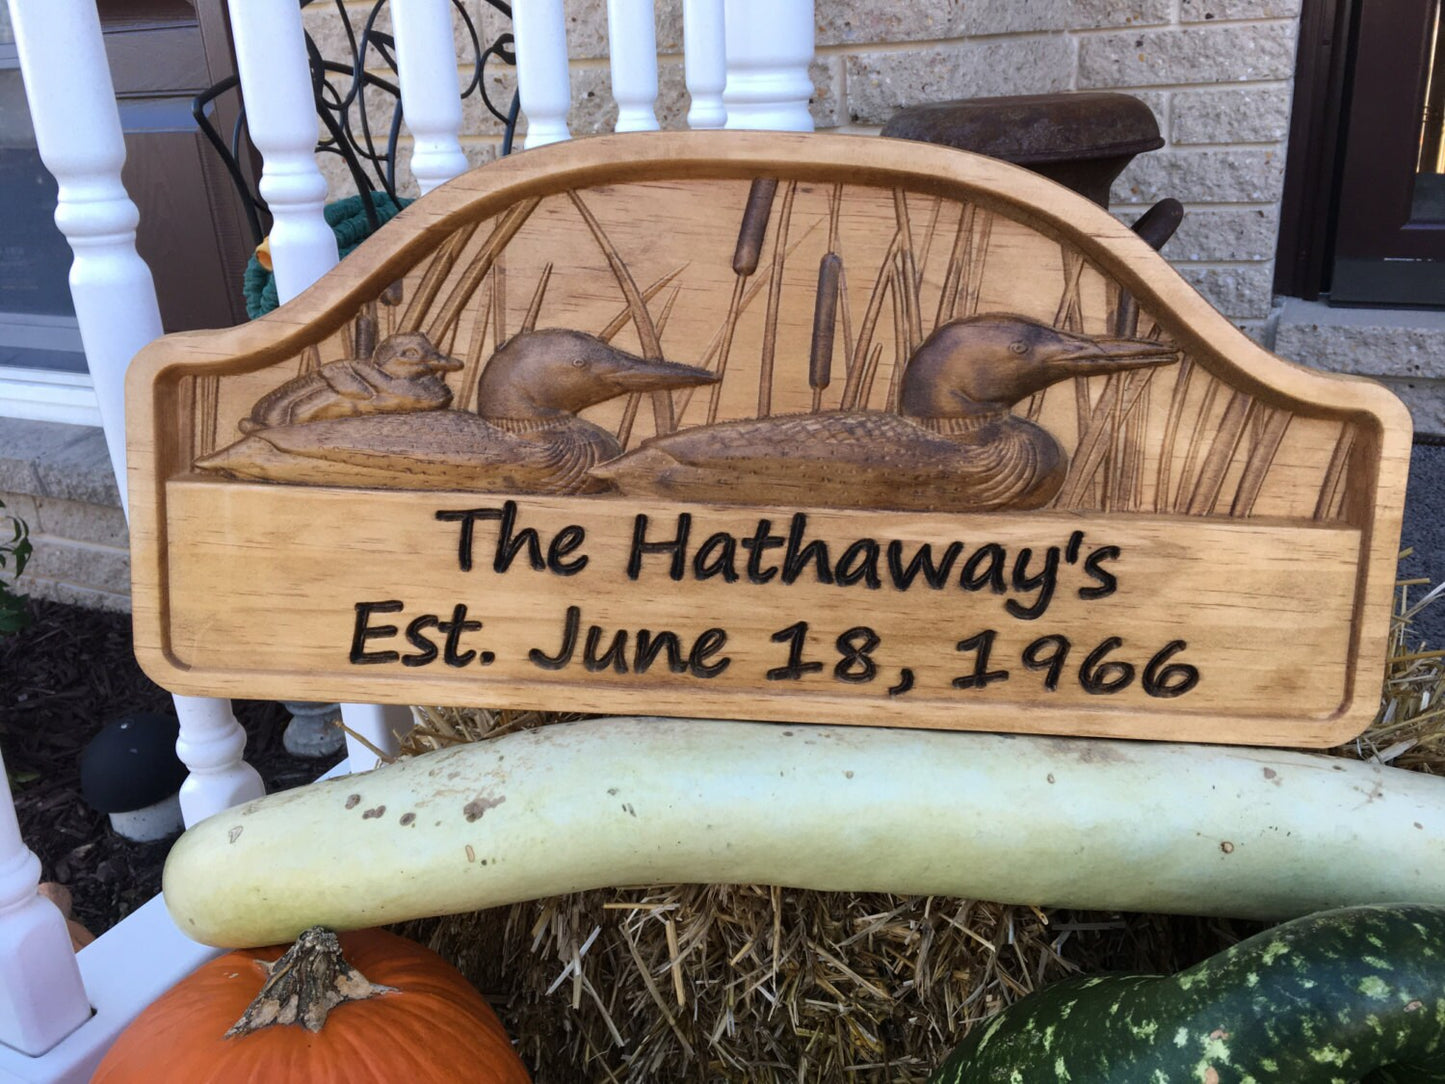 The Hathaway's
Est. June 18, 1966